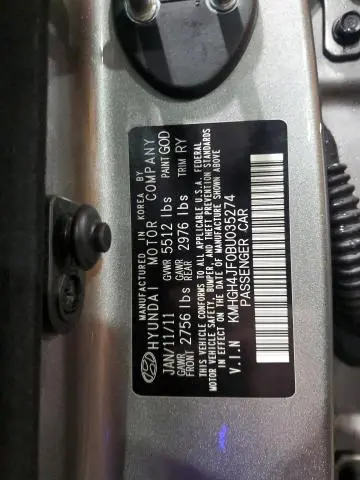 MANUFACTURED IN KOREA BY
HYUNDAI MOTOR COMPANY
JAN/11/11 GVWR 5512 lbs PAINT GOD
GAWR FRONT 2756 lbs GAWR REAR 2976 lbs TRIM RY
THIS VEHICLE CONFORMS TO ALL APPLICABLE U.S.A. FEDERAL
MOTOR VEHICLE SAFETY, BUMPER, AND THEFT PREVENTION STANDARDS
IN EFFECT ON THE DATE OF MANUFACTURE SHOWN ABOVE
V.I.N KMHGH4JF0BU035274
PASSENGER CAR